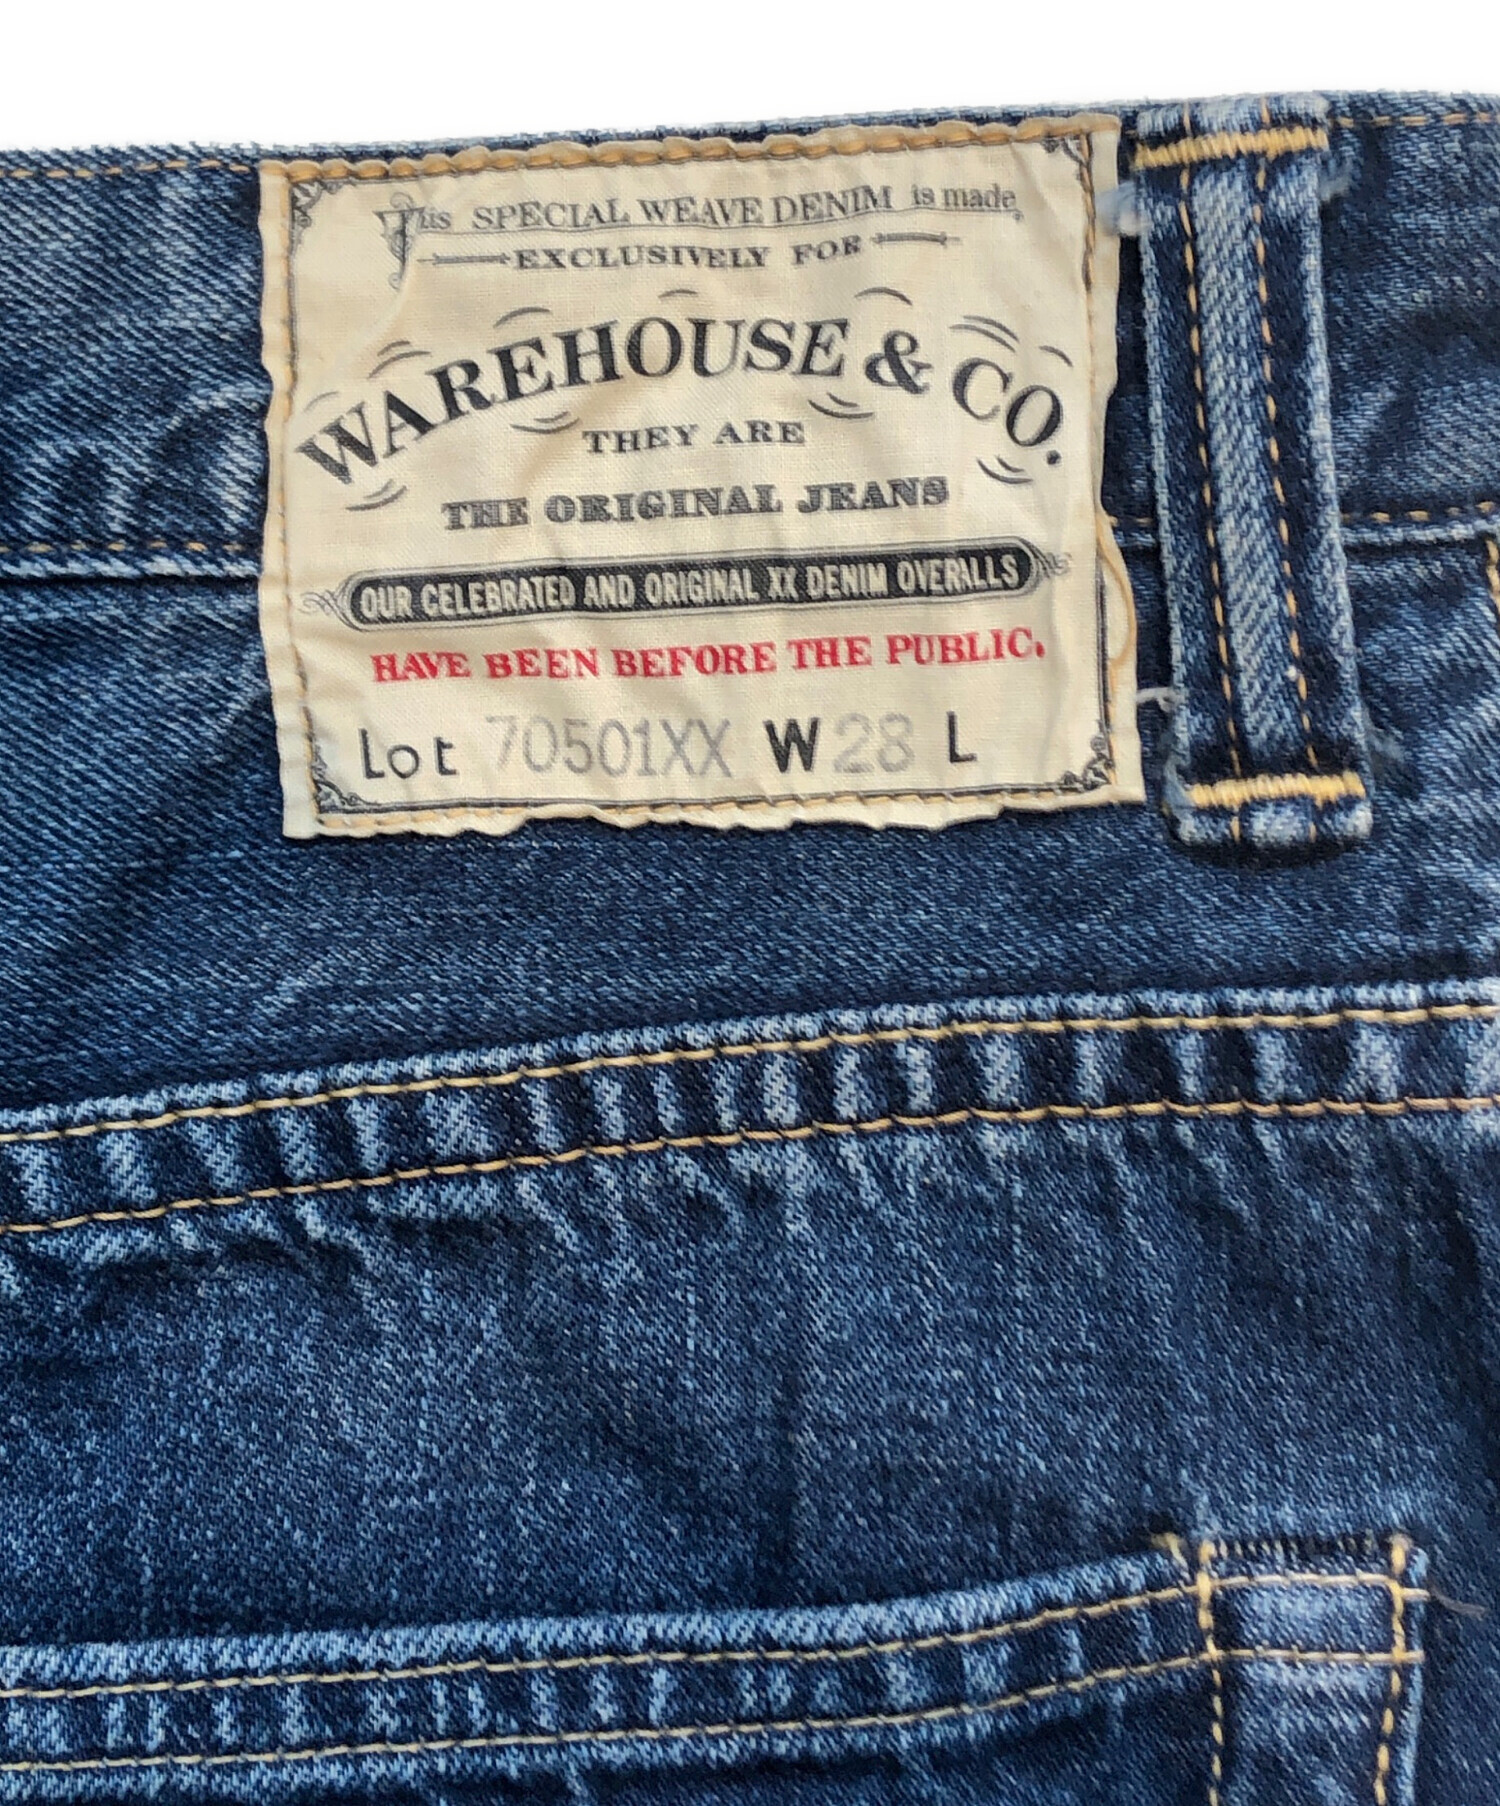 This SPECIAL WEAVE DENIM is made
EXCLUSIVELY FOR
WAREHOUSE & CO.
THEY ARE
THE ORIGINAL JEANS
OUR CELEBRATED AND ORIGINAL XX DENIM OVERALLS
HAVE BEEN BEFORE THE PUBLIC.
Lot 70501XX W 28 L